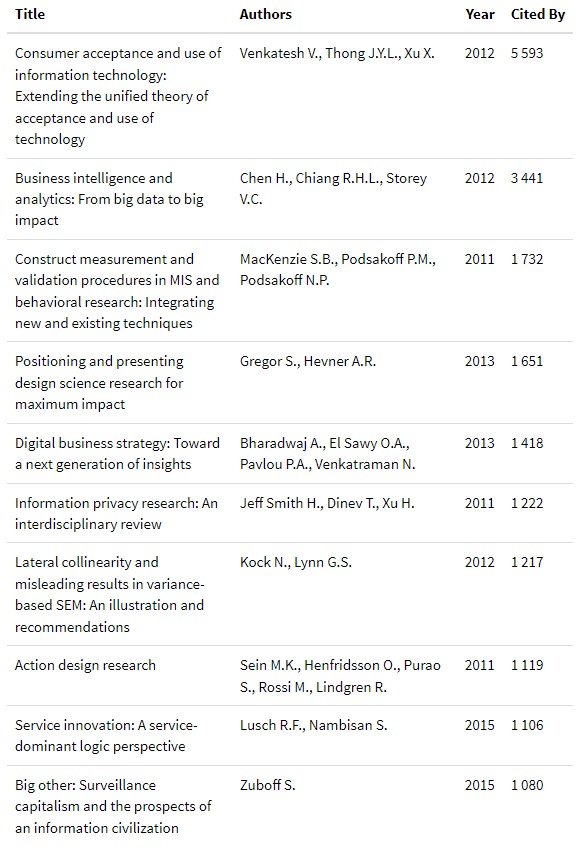 Title Authors Year Cited By
Consumer acceptance and use of Venkatesh V., Thong J.Y.L., Xu X. 2012 5 593
information technology:
Extending the unified theory of
acceptance and use of
technology
Business intelligence and Chen H., Chiang R.H.L., Storey 2012 3 441
analytics: From big data to big V.C.
impact
Construct measurement and MacKenzie S.B., Podsakoff P.M., 2011 1 732
validation procedures in MIS and Podsakoff N.P.
behavioral research: Integrating
new and existing techniques
Positioning and presenting Gregor S., Hevner A.R. 2013 1 651
design science research for
maximum impact
Digital business strategy: Toward Bharadwaj A., El Sawy O.A., 2013 1 418
a next generation of insights Pavlou P.A., Venkatraman N.
Information privacy research: An Jeff Smith H., Dinev T., Xu H. 2011 1 222
interdisciplinary review
Lateral collinearity and Kock N., Lynn G.S. 2012 1 217
misleading results in variance-
based SEM: An illustration and
recommendations
Action design research Sein M.K., Henfridsson O., Purao 2011 1 119
S., Rossi M., Lindgren R.
Service innovation: A service- Lusch R.F., Nambisan S. 2015 1 106
dominant logic perspective
Big other: Surveillance Zuboff S. 2015 1 080
capitalism and the prospects of
an information civilization